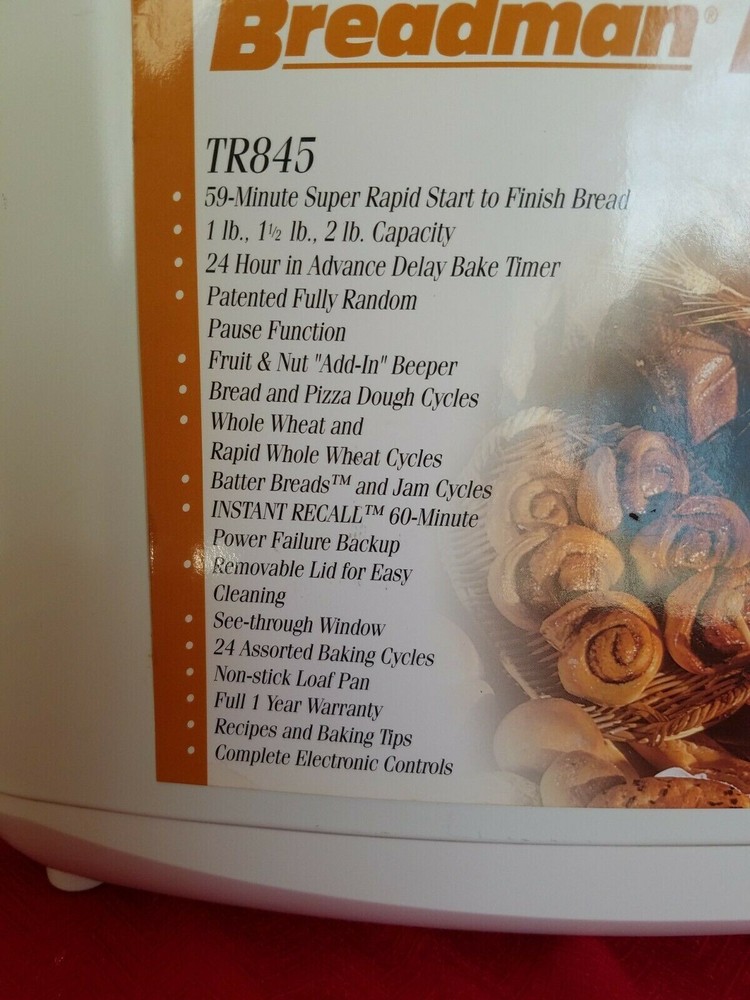 Breadman®
TR845
• 59-Minute Super Rapid Start to Finish Bread
• 1 lb., 1½ lb., 2 lb. Capacity
• 24 Hour in Advance Delay Bake Timer
• Patented Fully Random
Pause Function
• Fruit & Nut "Add-In" Beeper
• Bread and Pizza Dough Cycles
• Whole Wheat and
Rapid Whole Wheat Cycles
• Batter Breads™ and Jam Cycles
• INSTANT RECALL™ 60-Minute
Power Failure Backup
• Removable Lid for Easy
Cleaning
• See-through Window
• 24 Assorted Baking Cycles
• Non-stick Loaf Pan
• Full 1 Year Warranty
• Recipes and Baking Tips
• Complete Electronic Controls